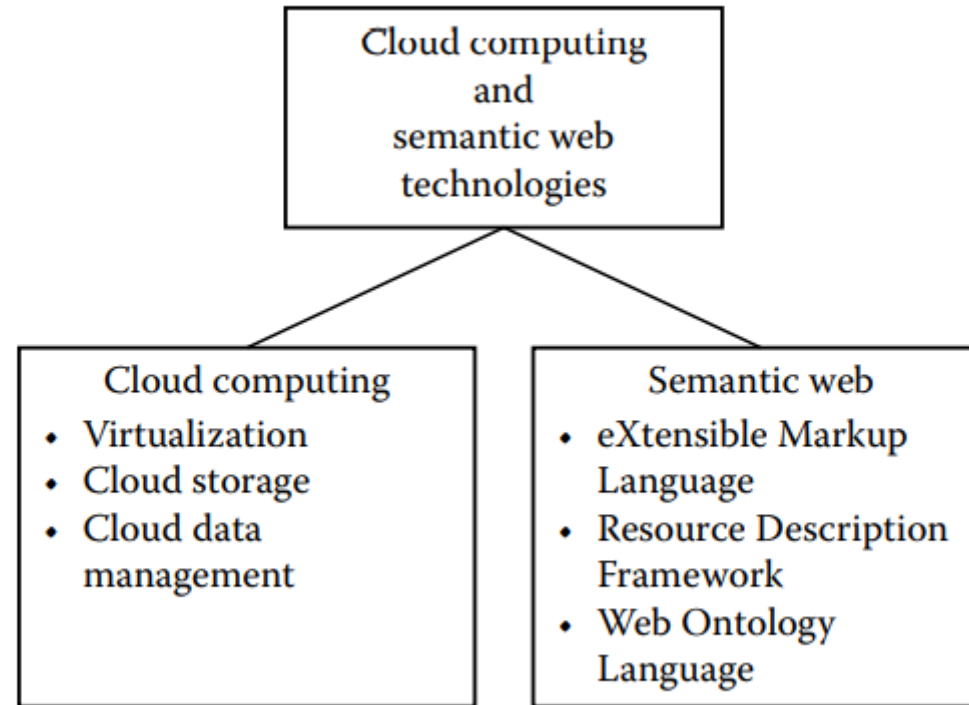 Cloud computing
and
semantic web
technologies
Cloud computing
• Virtualization
• Cloud storage
• Cloud data
management
Semantic web
• eXtensible Markup
Language
• Resource Description
Framework
• Web Ontology
Language